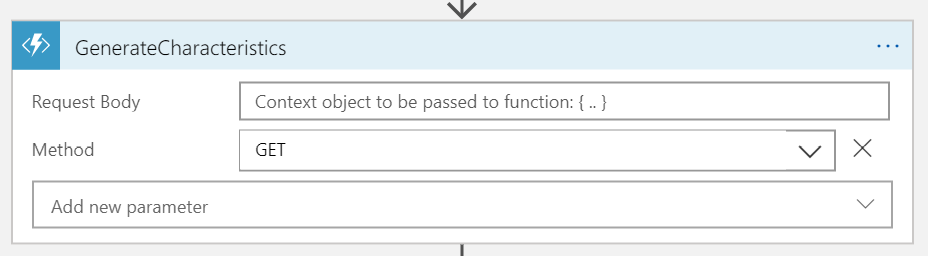 GenerateCharacteristics
Request Body
Context object to be passed to function: { .. }
Method
GET
Add new parameter